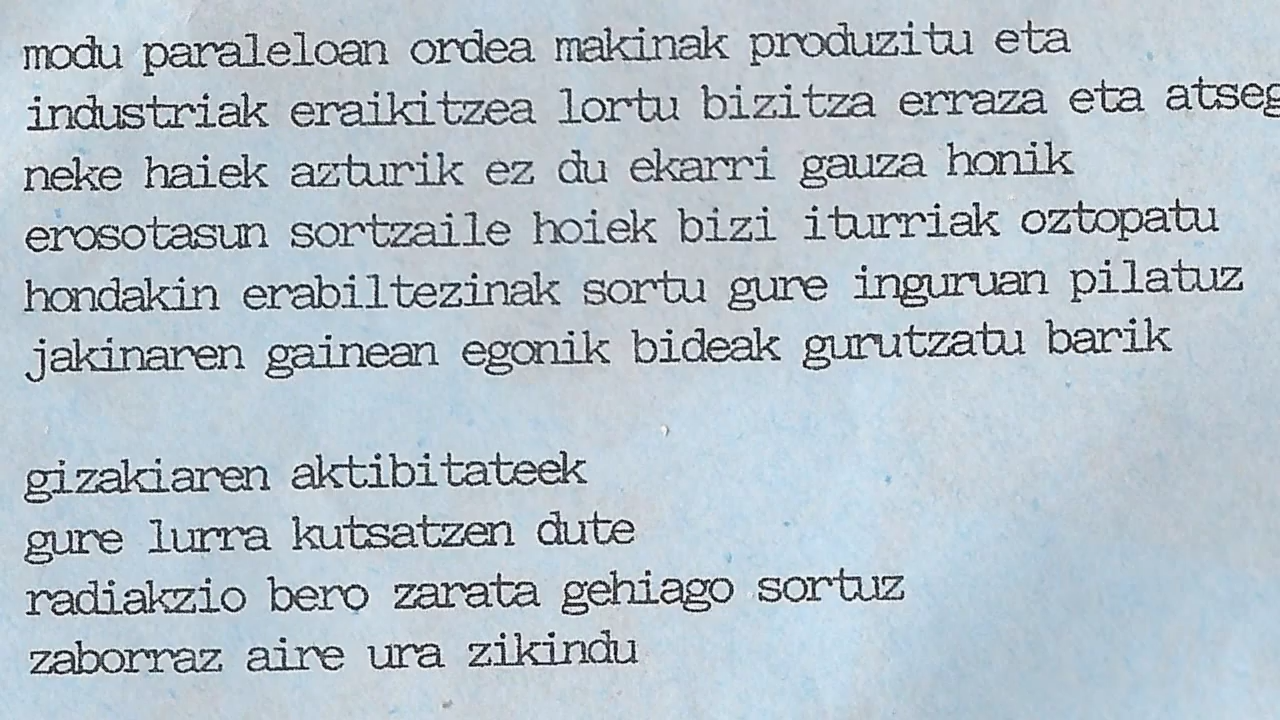 modu paraleloan ordea makinak produzitu eta
industriak eraikitzea lortu bizitza erraza eta atseg
neke haiek azturik ez du ekarri gauza honik
erosotasun sortzaile hoiek bizi iturriak oztopatu
hondakin erabiltezinak sortu gure inguruan pilatuz
jakinaren gainean egonik bideak gurutzatu barik
gizakiaren aktibitateek
gure lurra kutsatzen dute
radiakzio bero zarata gehiago sortuz
zaborraz aire ura zikindu